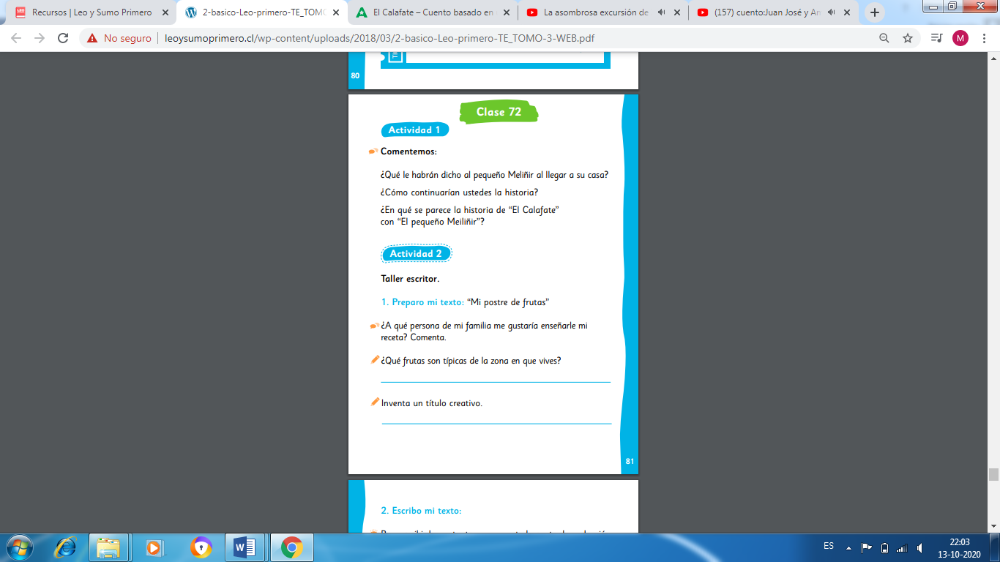 Recursos | Leo y Sumo Primero
2-basico-Leo-primero-TE_TOMO
El Calafate – Cuento basado en
La asombrosa excursión de
(157) cuento:Juan José y Am
No seguro
leoysumoprimero.cl/wp-content/uploads/2018/03/2-basico-Leo-primero-TE_TOMO-3-WEB.pdf
M
80
Clase 72
Actividad 1
Comentemos:
¿Qué le habrán dicho al pequeño Meliñir al llegar a su casa?
¿Cómo continuarían ustedes la historia?
¿En qué se parece la historia de “El Calafate”
con “El pequeño Meiliñir”?
Actividad 2
Taller escritor.
1. Preparo mi texto: “Mi postre de frutas”
¿A qué persona de mi familia me gustaría enseñarle mi
receta? Comenta.
¿Qué frutas son típicas de la zona en que vives?
Inventa un título creativo.
81
2. Escribo mi texto:
ES
22:03
13-10-2020